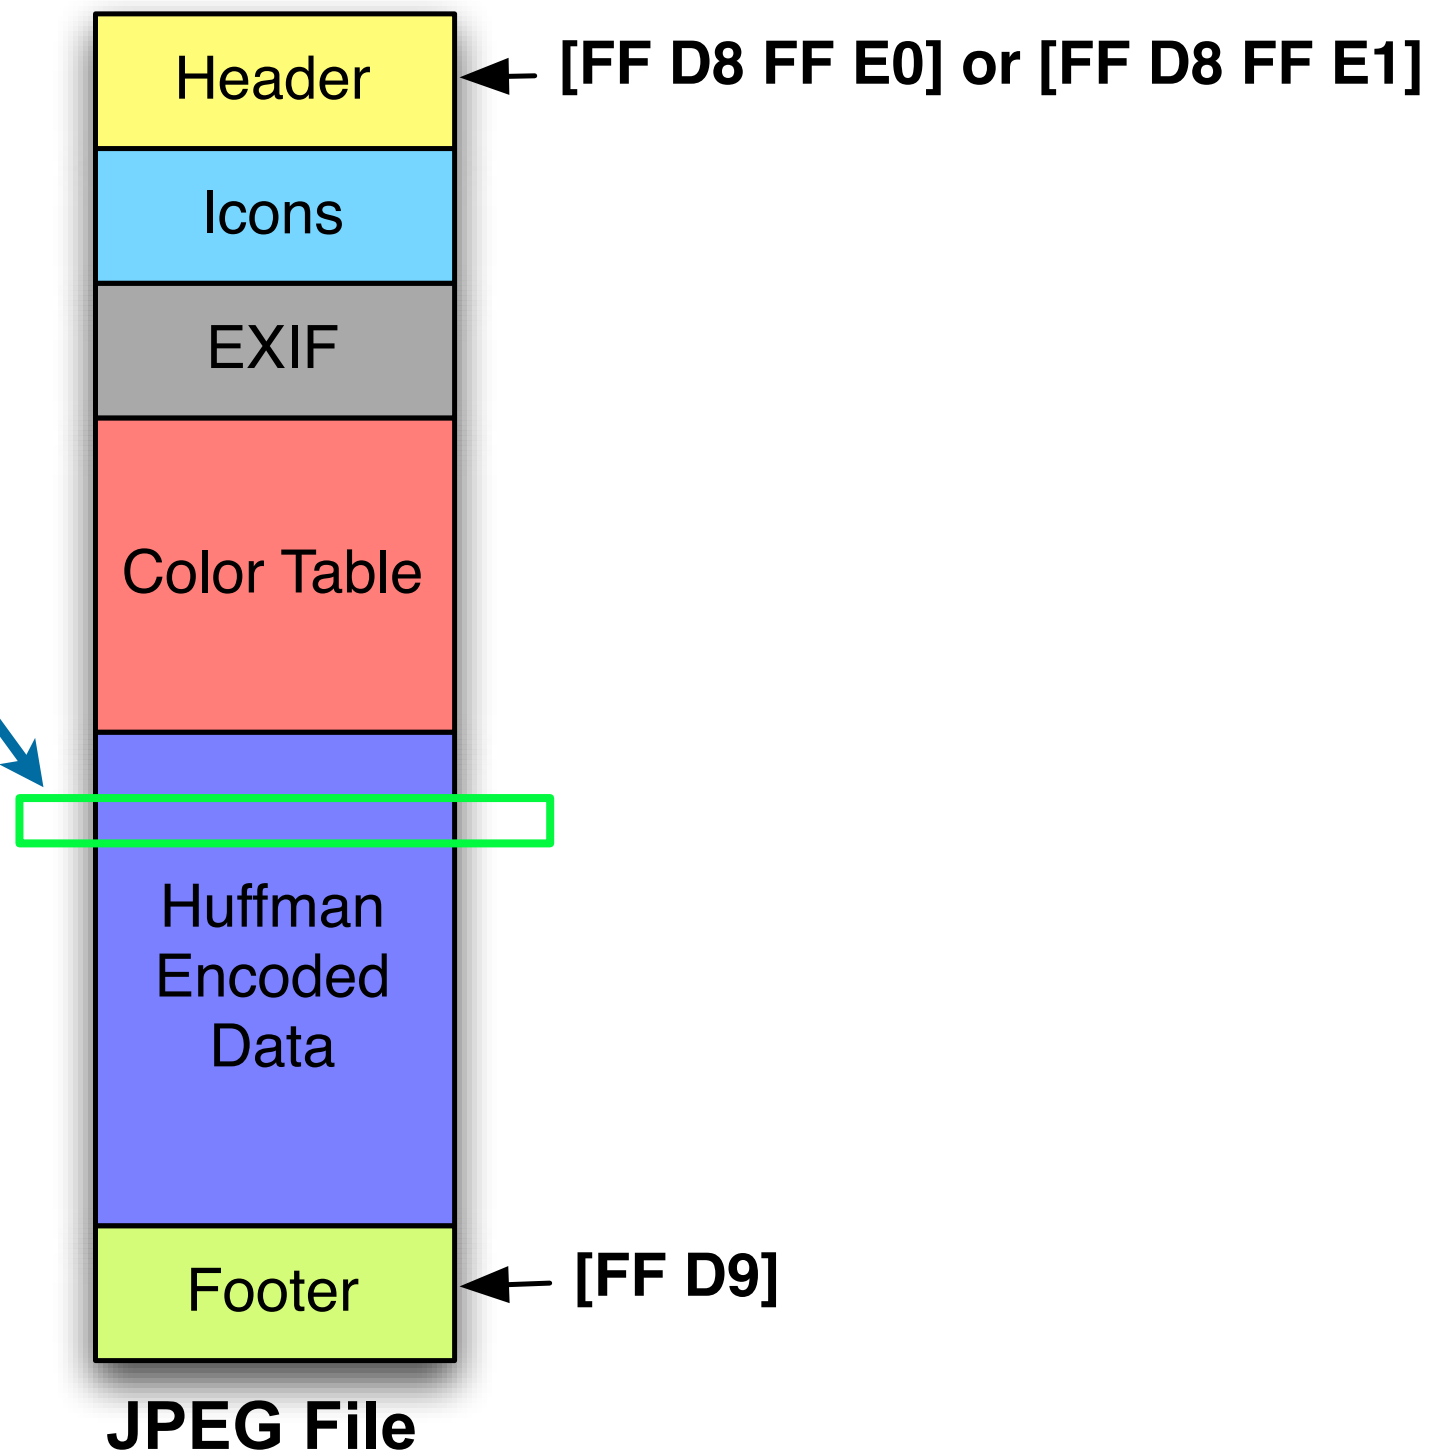 Header
[FF D8 FF E0] or [FF D8 FF E1]
Icons
EXIF
Color Table
Huffman
Encoded
Data
Footer
[FF D9]
JPEG File